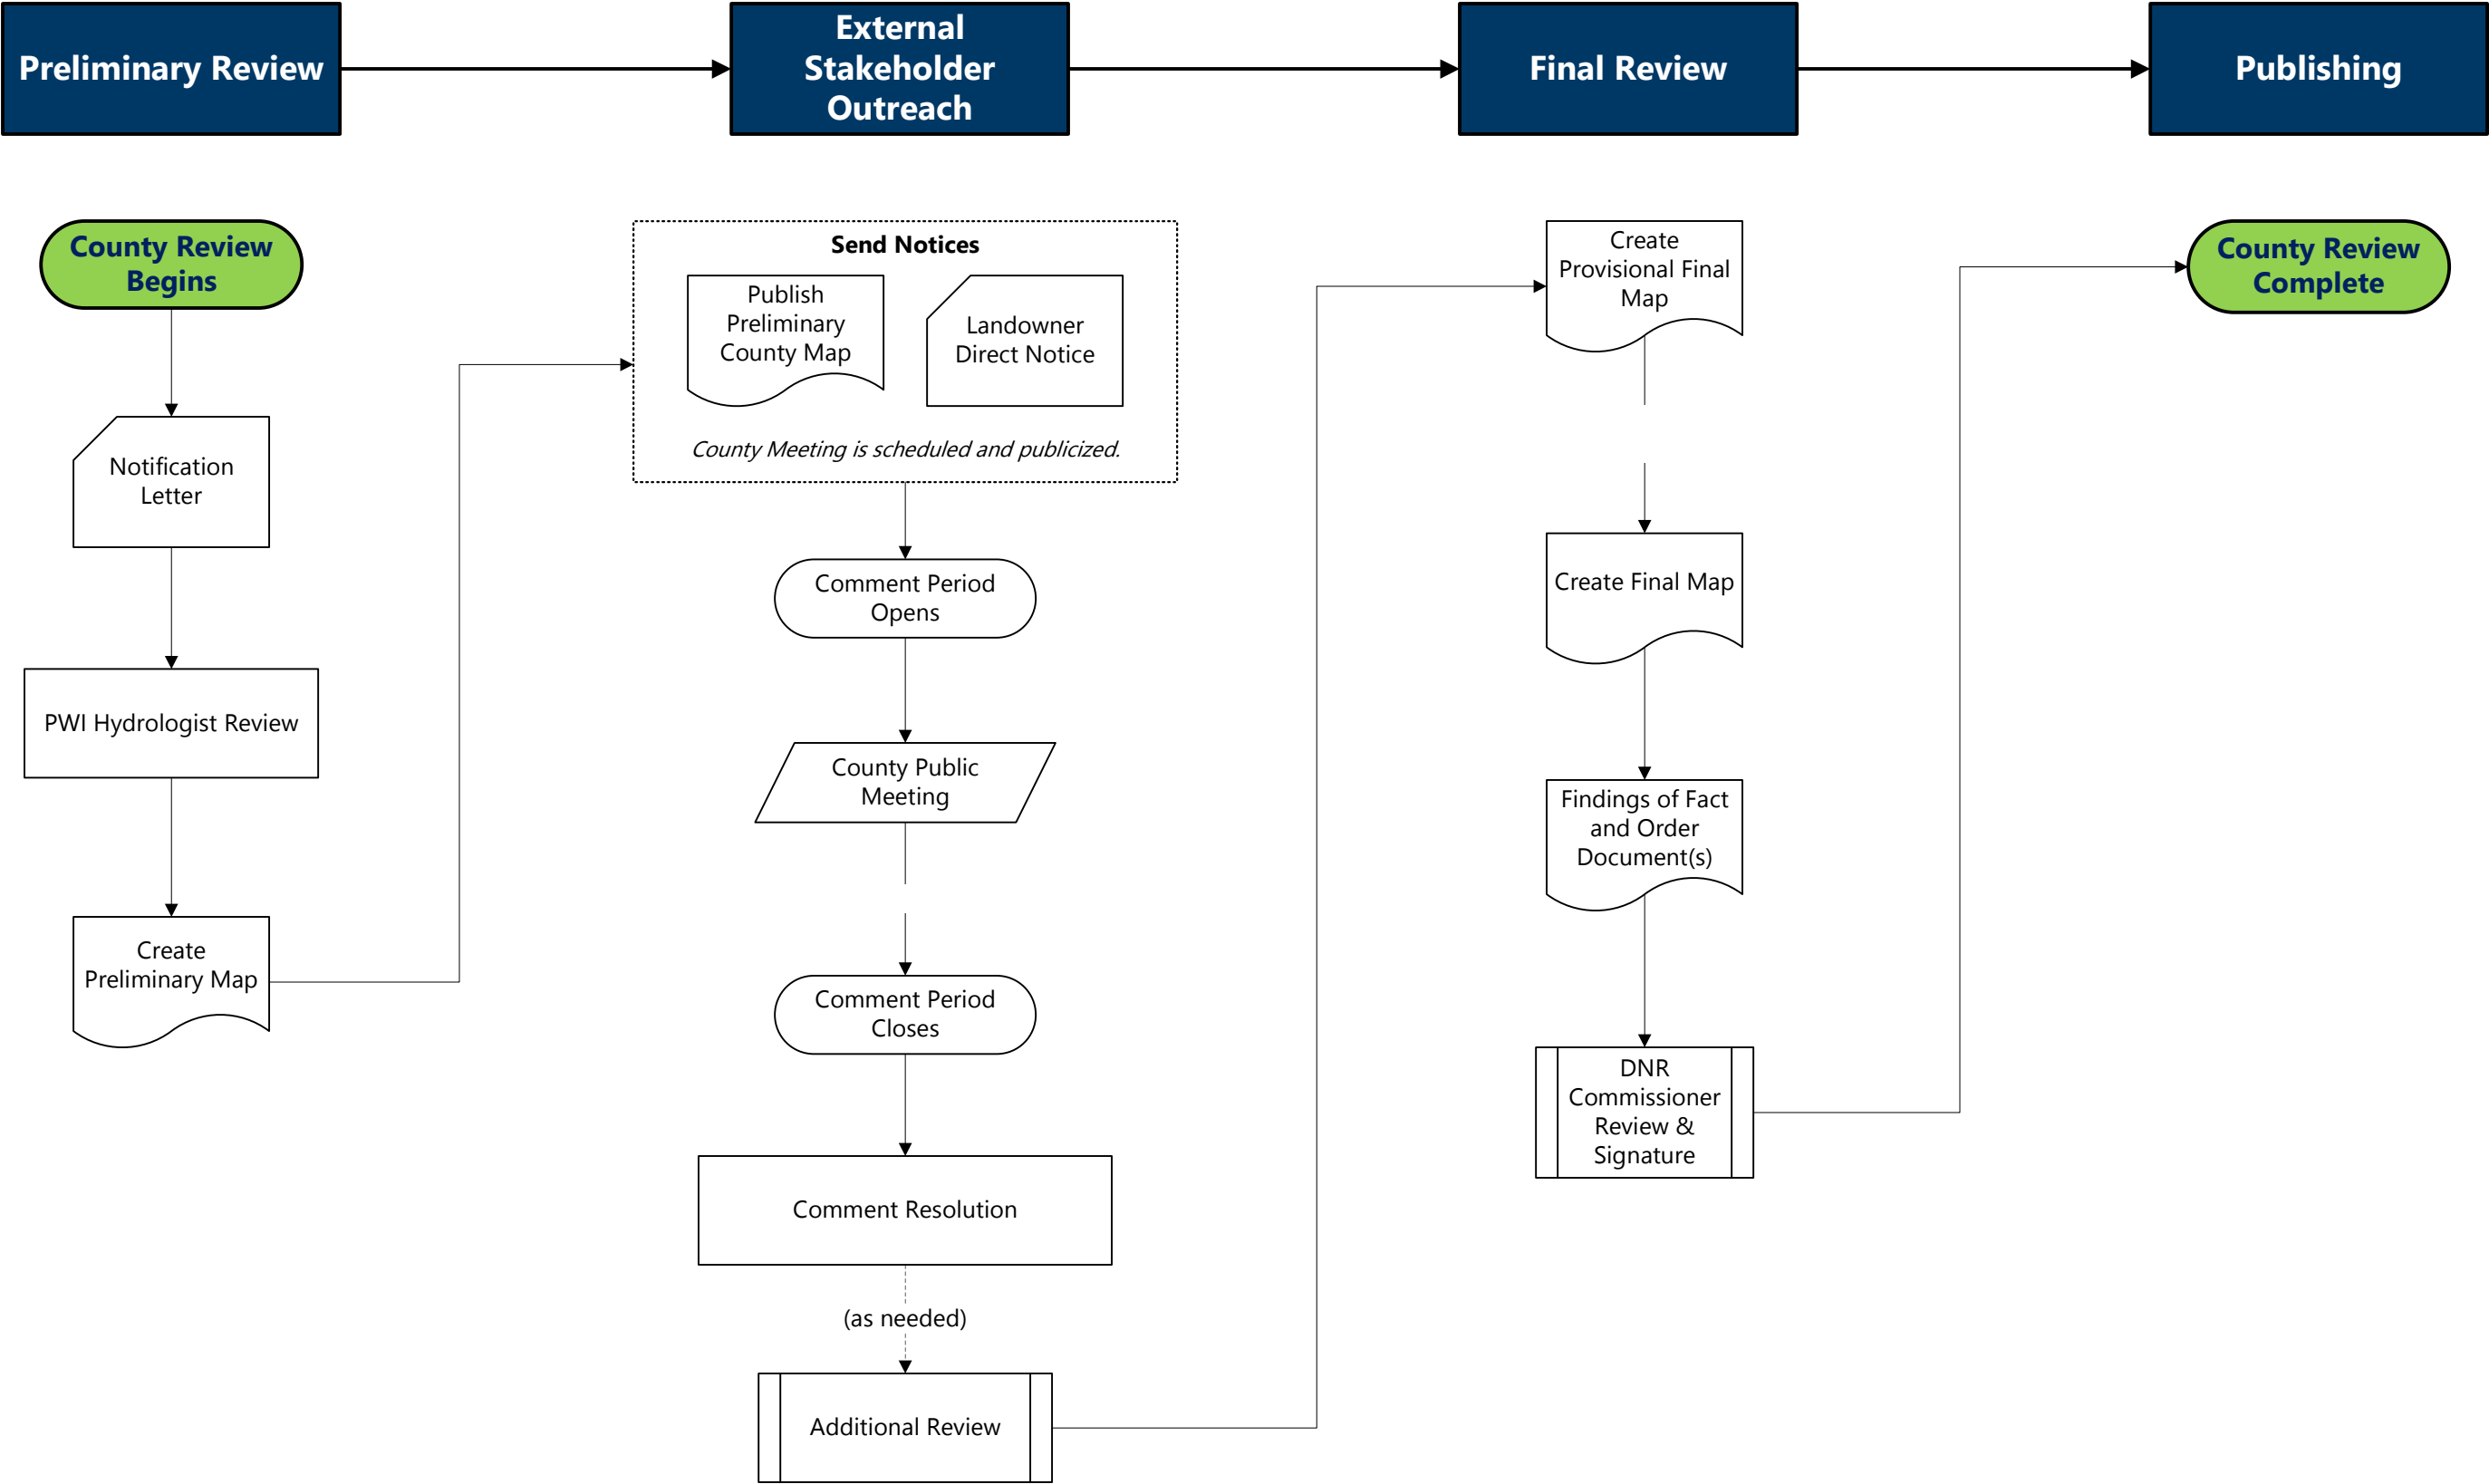 Preliminary Review
External
Stakeholder
Outreach
Final Review
Publishing
County Review
Begins
Notification
Letter
PWI Hydrologist Review
Create
Preliminary Map
Send Notices
Publish
Preliminary
County Map
Landowner
Direct Notice
County Meeting is scheduled and publicized.
Comment Period
Opens
County Public
Meeting
Comment Period
Closes
Comment Resolution
(as needed)
Additional Review
Create
Provisional Final
Map
Create Final Map
Findings of Fact
and Order
Document(s)
DNR
Commissioner
Review &
Signature
County Review
Complete